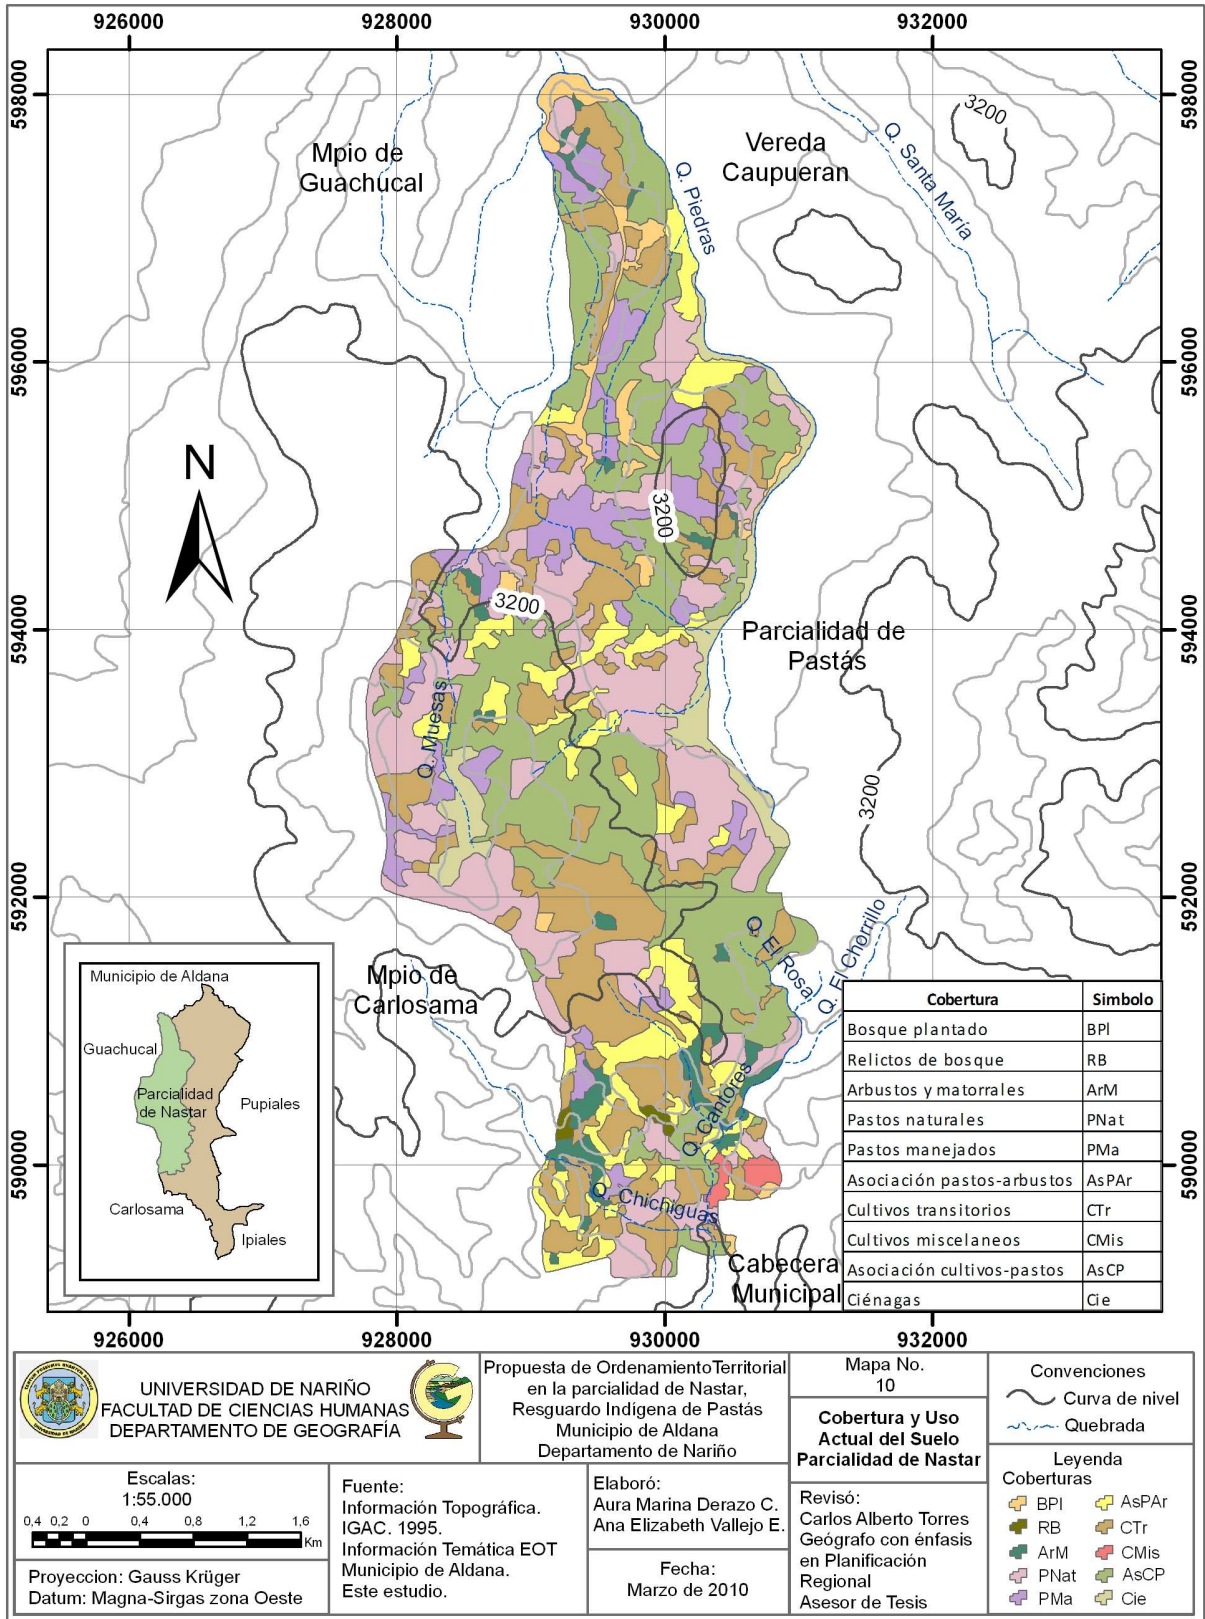 926000
928000
930000
932000
598000
596000
594000
592000
590000
598000
596000
594000
592000
590000
Mpio de
Guachucal
Vereda
Caupueran
Q. Piedras
Q. Santa María
3200
N
3200
3200
Parcialidad de
Pastás
Q. Muesas
3200
Mpio de
Carlosama
Q. El Rosal
Q. El Chorrillo
Q. Cantores
Q. Chichiguas
Cabecera
Municipal
Municipio de Aldana
Guachucal
Parcialidad
de Nastar
Pupiales
Carlosama
Ipiales
Cobertura Simbolo
Bosque plantado BPl
Relictos de bosque RB
Arbustos y matorrales ArM
Pastos naturales PNat
Pastos manejados PMa
Asociación pastos-arbustos AsPAr
Cultivos transitorios CTr
Cultivos miscelaneos CMis
Asociación cultivos-pastos AsCP
Ciénagas Cie
926000
928000
930000
932000
UNIVERSIDAD DE NARIÑO
FACULTAD DE CIENCIAS HUMANAS
DEPARTAMENTO DE GEOGRAFÍA
Propuesta de OrdenamientoTerritorial
en la parcialidad de Nastar,
Resguardo Indígena de Pastás
Municipio de Aldana
Departamento de Nariño
Mapa No.
10
Cobertura y Uso
Actual del Suelo
Parcialidad de Nastar
Convenciones
Curva de nivel
Quebrada
Escalas:
1:55.000
0,4 0,2 0 0,4 0,8 1,2 1,6
Km
Proyeccion: Gauss Krüger
Datum: Magna-Sirgas zona Oeste
Fuente:
Información Topográfica.
IGAC. 1995.
Información Temática EOT
Municipio de Aldana.
Este estudio.
Elaboró:
Aura Marina Derazo C.
Ana Elizabeth Vallejo E.
Fecha:
Marzo de 2010
Revisó:
Carlos Alberto Torres
Geógrafo con énfasis
en Planificación
Regional
Asesor de Tesis
Leyenda
Coberturas
BPl AsPAr
RB CTr
ArM CMis
PNat AsCP
PMa Cie